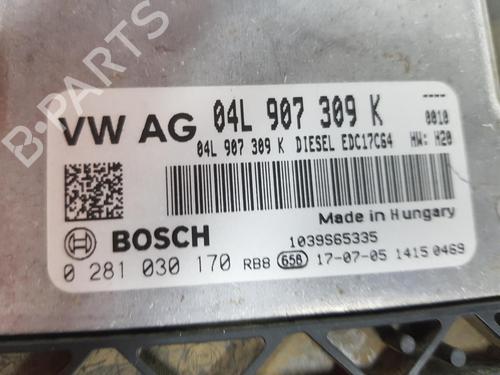 B-PARTS
VW AG 04L 907 309 K 0010
04L 907 309 K DIESEL EDC17C64 HW: H20
Made in Hungary
BOSCH 1039S65335
0 281 030 170 RB8 658 17-07-05 1415 0469